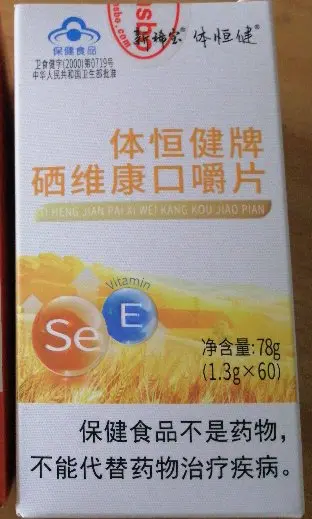 保健食品
卫食健字(2000)第0719号
中华人民共和国卫生部批准
体恒健®
体恒健牌
硒维康口嚼片
TI HENG JIAN PAI XI WEI KANG KOU JIAO PIAN
Vitamin
Se E
净含量:78g
(1.3g×60)
保健食品不是药物,
不能代替药物治疗疾病。